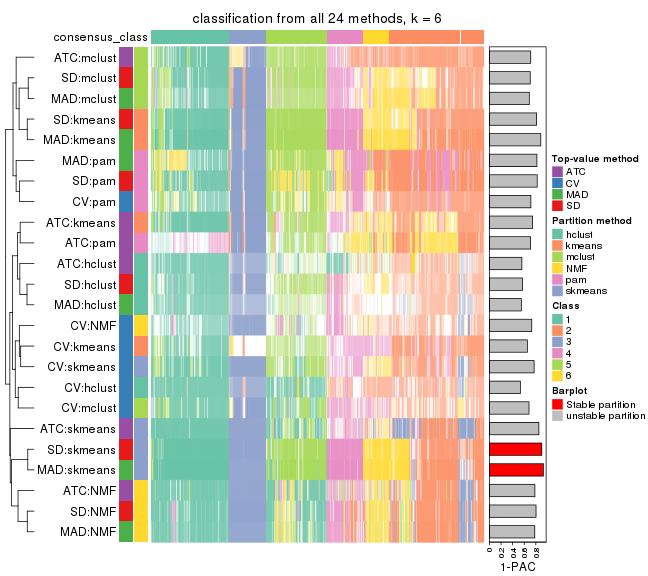 classification from all 24 methods, k = 6
consensus_class
ATC:mclust
SD:mclust
MAD:mclust
SD:kmeans
MAD:kmeans
MAD:pam
SD:pam
CV:pam
ATC:kmeans
ATC:pam
ATC:hclust
SD:hclust
MAD:hclust
CV:NMF
CV:kmeans
CV:skmeans
CV:hclust
CV:mclust
ATC:skmeans
SD:skmeans
MAD:skmeans
ATC:NMF
SD:NMF
MAD:NMF
0
0.2
0.4
0.6
0.8
1-PAC
Top-value method
ATC
CV
MAD
SD
Partition method
hclust
kmeans
mclust
NMF
pam
skmeans
Class
1
2
3
4
5
6
Barplot
Stable partition
unstable partition